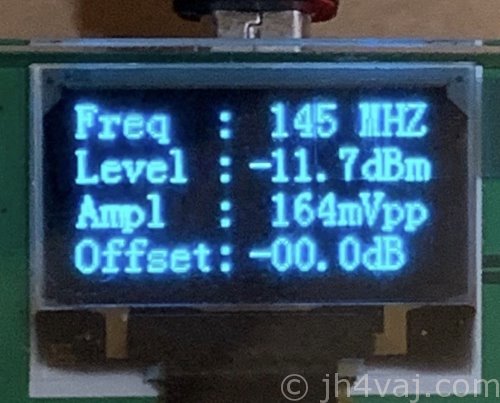 Freq  : 145 MHZ
Level :-11.7dBm
Ampl  : 164mVpp
Offset:-00.0dB
© jh4vaj.com